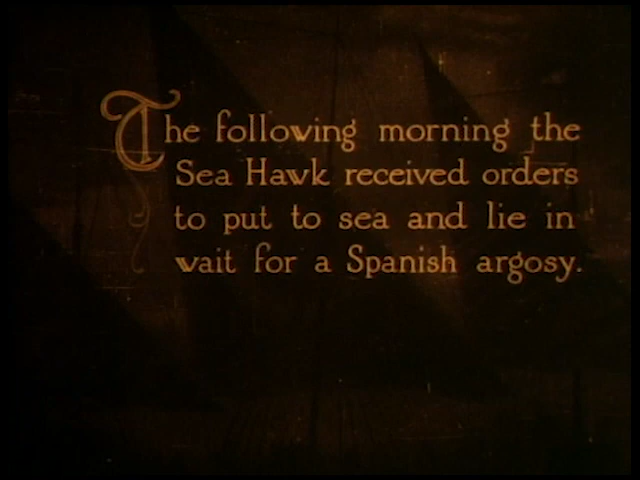 The following morning the
Sea Hawk received orders
to put to sea and lie in
wait for a Spanish argosy.